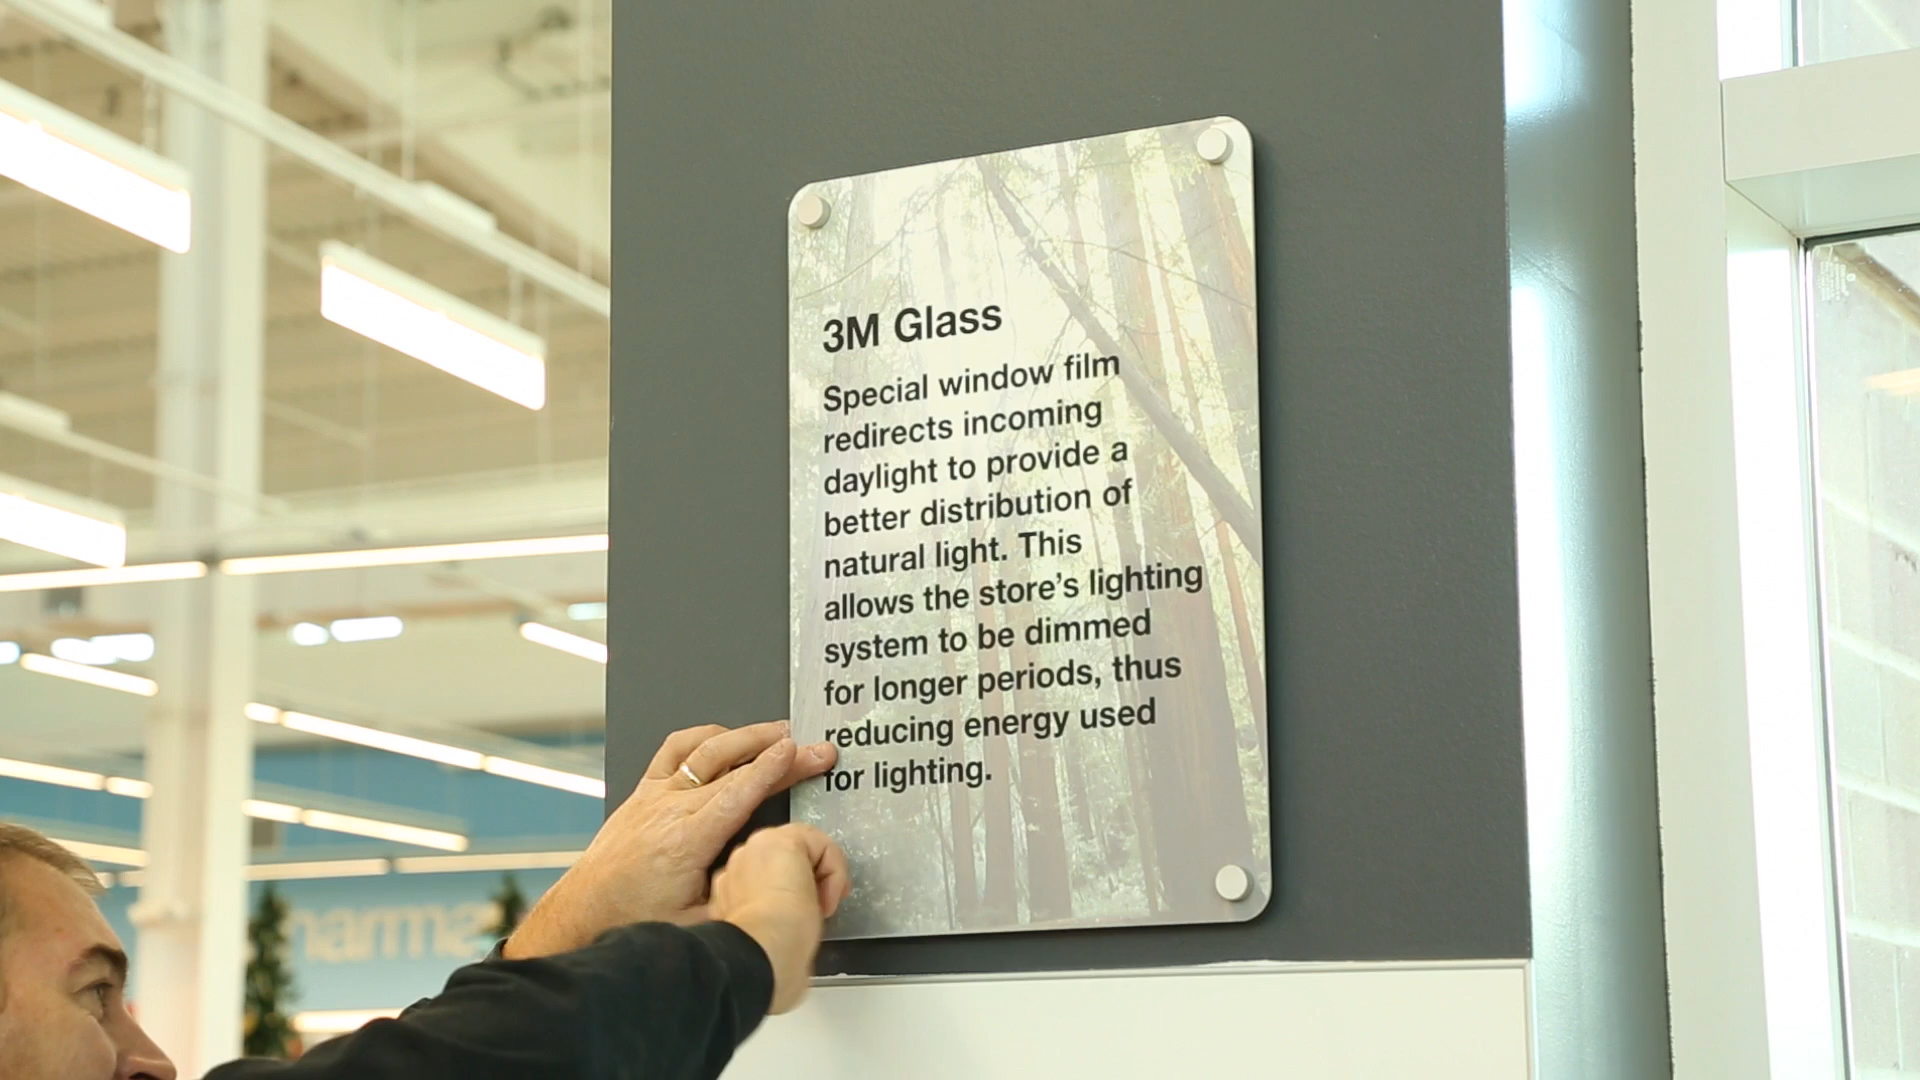 3M Glass
Special window film
redirects incoming
daylight to provide a
better distribution of
natural light. This
allows the store's lighting
system to be dimmed
for longer periods, thus
reducing energy used
for lighting.